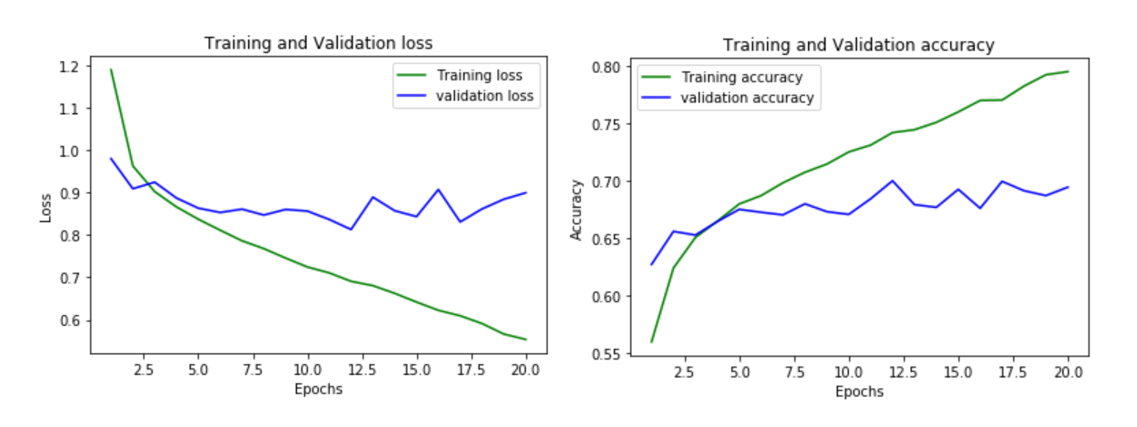 Training and Validation loss
Training loss
validation loss
Loss
1.2
1.1
1.0
0.9
0.8
0.7
0.6
2.5 5.0 7.5 10.0 12.5 15.0 17.5 20.0
Epochs
Training and Validation accuracy
Training accuracy
validation accuracy
Accuracy
0.80
0.75
0.70
0.65
0.60
0.55
2.5 5.0 7.5 10.0 12.5 15.0 17.5 20.0
Epochs